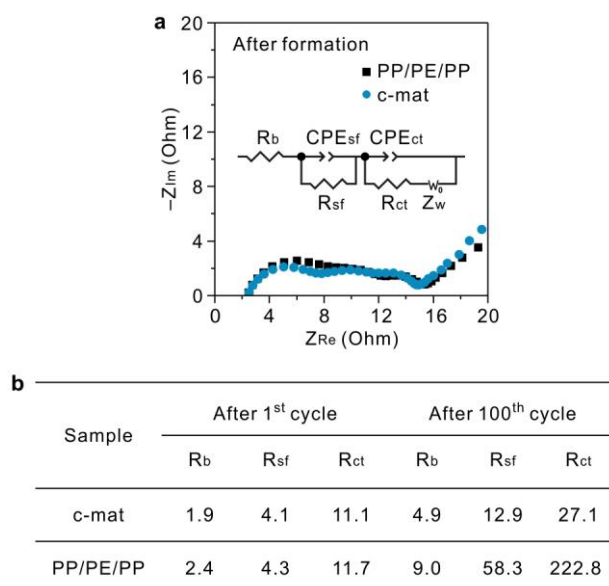 a
After formation
PP/PE/PP
c-mat
Rb CPEsf CPEct
Rsf Rct Zw
–ZIm (Ohm)
20
16
12
8
4
0
0 4 8 12 16 20
ZRe (Ohm)
b
Sample After 1st cycle After 100th cycle
Rb Rsf Rct Rb Rsf Rct
c-mat 1.9 4.1 11.1 4.9 12.9 27.1
PP/PE/PP 2.4 4.3 11.7 9.0 58.3 222.8